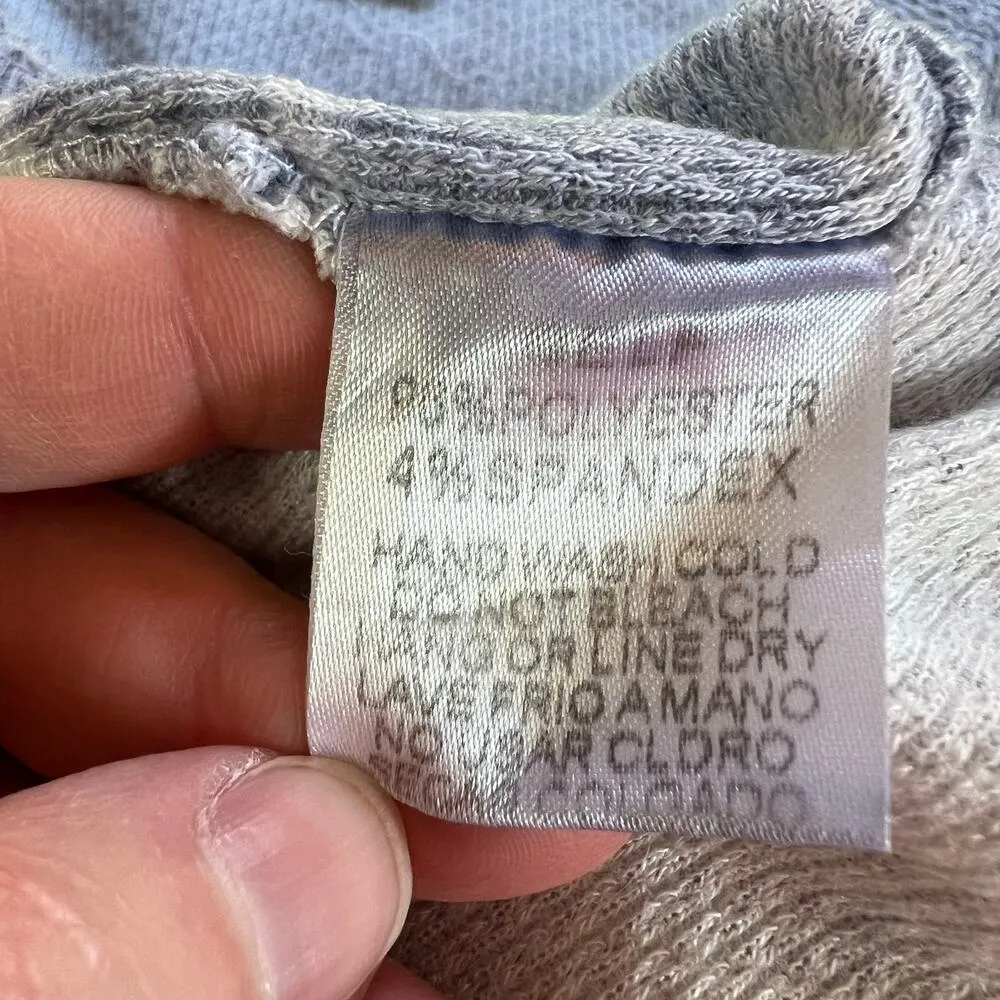 96% POLYESTER
4% SPANDEX
HAND WASH COLD
DO NOT BLEACH
HANG OR LINE DRY
LAVE FRIO A MANO
NO USAR CLORO
COLGADO